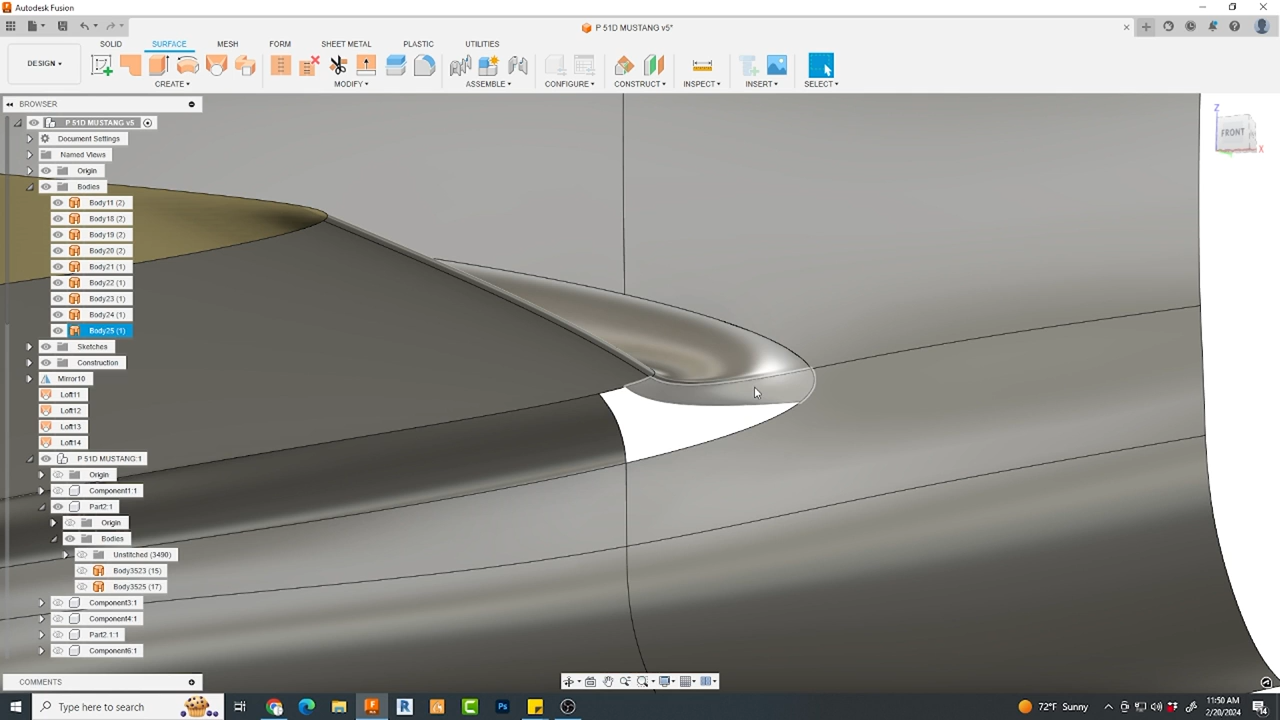 Autodesk Fusion
P 51D MUSTANG v5*
DESIGN
SOLID
SURFACE
MESH
FORM
SHEET METAL
PLASTIC
UTILITIES
CREATE
MODIFY
ASSEMBLE
CONFIGURE
CONSTRUCT
INSPECT
INSERT
SELECT
BROWSER
P 51D MUSTANG v5
Document Settings
Named Views
Origin
Bodies
Body11 (2)
Body18 (2)
Body19 (2)
Body20 (2)
Body21 (1)
Body22 (1)
Body23 (1)
Body24 (1)
Body25 (1)
Sketches
Construction
Mirror10
Loft11
Loft12
Loft13
Loft14
P 51D MUSTANG:1
Origin
Component1:1
Part2:1
Origin
Bodies
Unstitched (3490)
Body3523 (15)
Body3525 (17)
Component3:1
Component4:1
Part2.1:1
Component6:1
COMMENTS
Z
FRONT
X
Type here to search
72°F Sunny
11:50 AM
2/20/2024